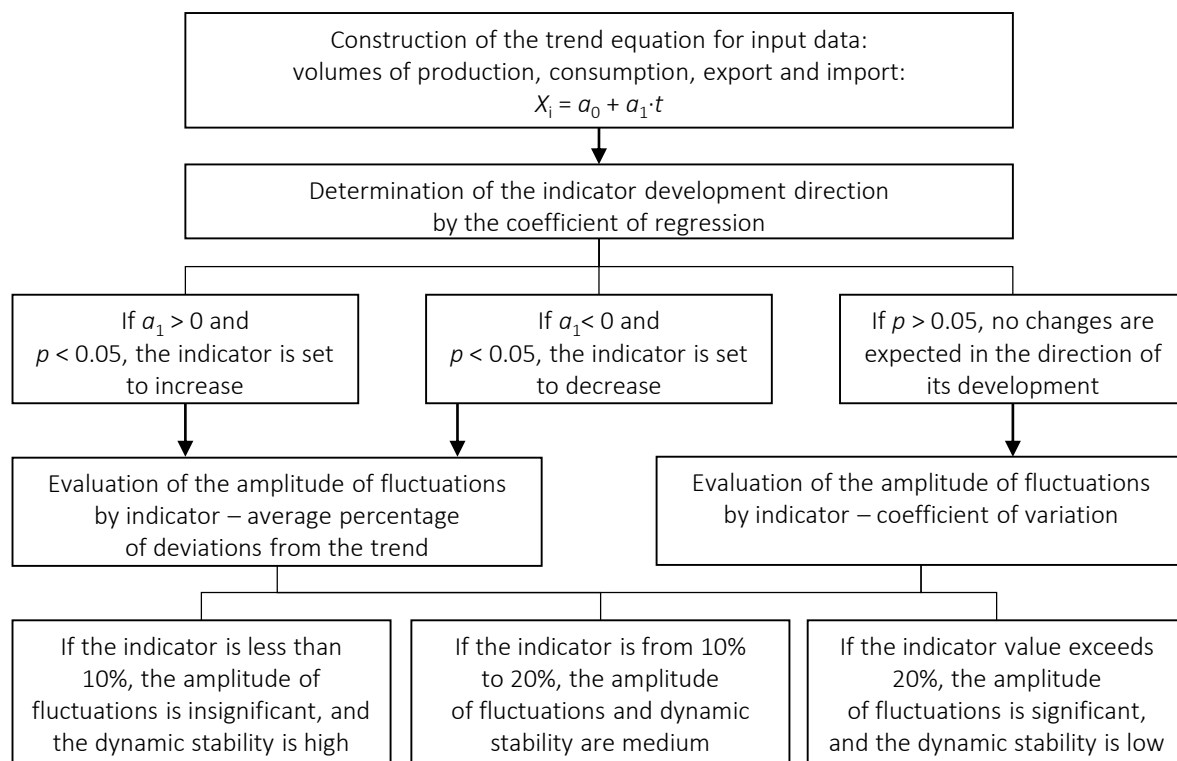 Construction of the trend equation for input data:
volumes of production, consumption, export and import:
Xᵢ = a₀ + a₁·t
Determination of the indicator development direction
by the coefficient of regression
If a₁ > 0 and
p < 0.05, the indicator is set
to increase
If a₁< 0 and
p < 0.05, the indicator is set
to decrease
If p > 0.05, no changes are
expected in the direction of
its development
Evaluation of the amplitude of fluctuations
by indicator – average percentage
of deviations from the trend
Evaluation of the amplitude of fluctuations
by indicator – coefficient of variation
If the indicator is less than
10%, the amplitude of
fluctuations is insignificant, and
the dynamic stability is high
If the indicator is from 10%
to 20%, the amplitude
of fluctuations and dynamic
stability are medium
If the indicator value exceeds
20%, the amplitude
of fluctuations is significant,
and the dynamic stability is low